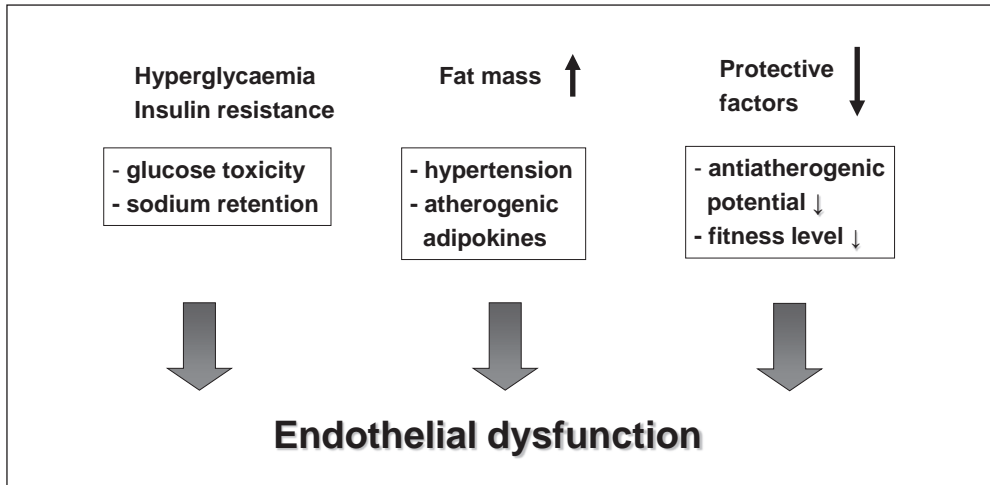 Hyperglycaemia
Insulin resistance
- glucose toxicity
- sodium retention
Fat mass
- hypertension
- atherogenic
adipokines
Protective
factors
- antiatherogenic
potential ↓
- fitness level ↓
Endothelial dysfunction